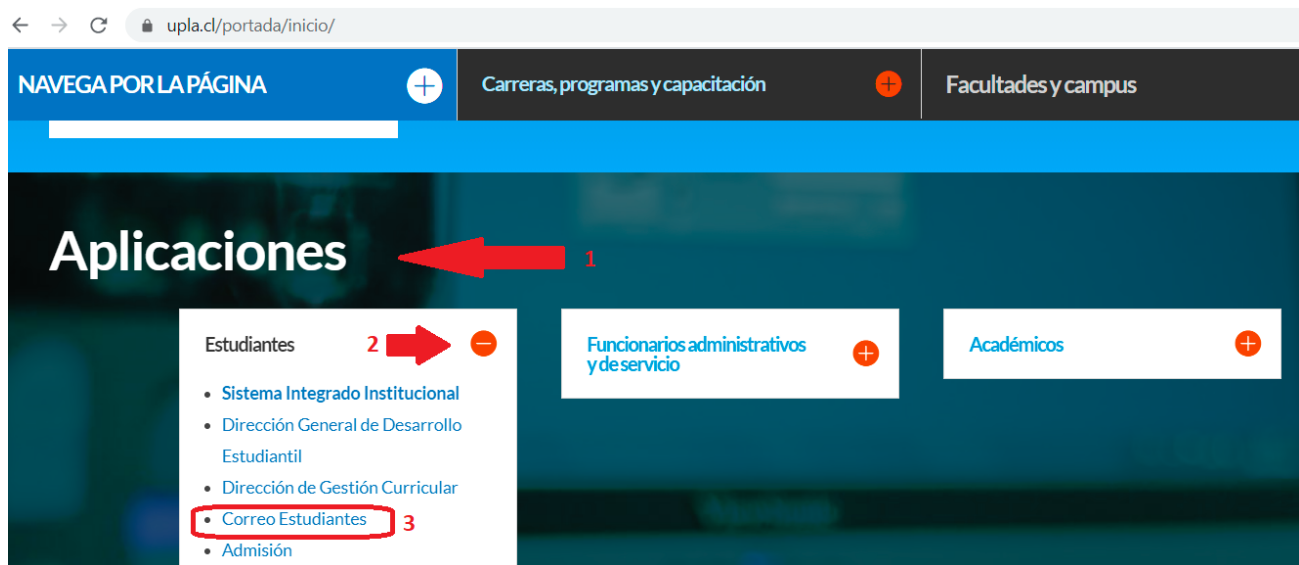 upla.cl/portada/inicio/
NAVEGA POR LA PÁGINA
Carreras, programas y capacitación
Facultades y campus
Aplicaciones
1
Estudiantes
2
Sistema Integrado Institucional
Dirección General de Desarrollo
Estudiantil
Dirección de Gestión Curricular
Correo Estudiantes
3
Admisión
Funcionarios administrativos
y de servicio
Académicos